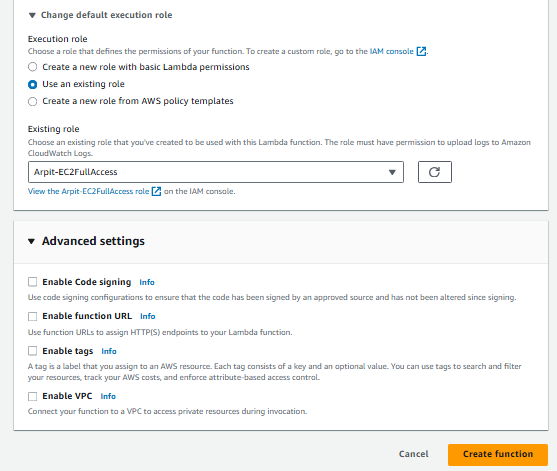 Change default execution role
Execution role
Choose a role that defines the permissions of your function. To create a custom role, go to the IAM console.
Create a new role with basic Lambda permissions
Use an existing role
Create a new role from AWS policy templates
Existing role
Choose an existing role that you've created to be used with this Lambda function. The role must have permission to upload logs to Amazon
CloudWatch Logs.
Arpit-EC2FullAccess
View the Arpit-EC2FullAccess role on the IAM console.
Advanced settings
Enable Code signing Info
Use code signing configurations to ensure that the code has been signed by an approved source and has not been altered since signing.
Enable function URL Info
Use function URLs to assign HTTP(S) endpoints to your Lambda function.
Enable tags Info
A tag is a label that you assign to an AWS resource. Each tag consists of a key and an optional value. You can use tags to search and filter
your resources, track your AWS costs, and enforce attribute-based access control.
Enable VPC Info
Connect your function to a VPC to access private resources during invocation.
Cancel Create function